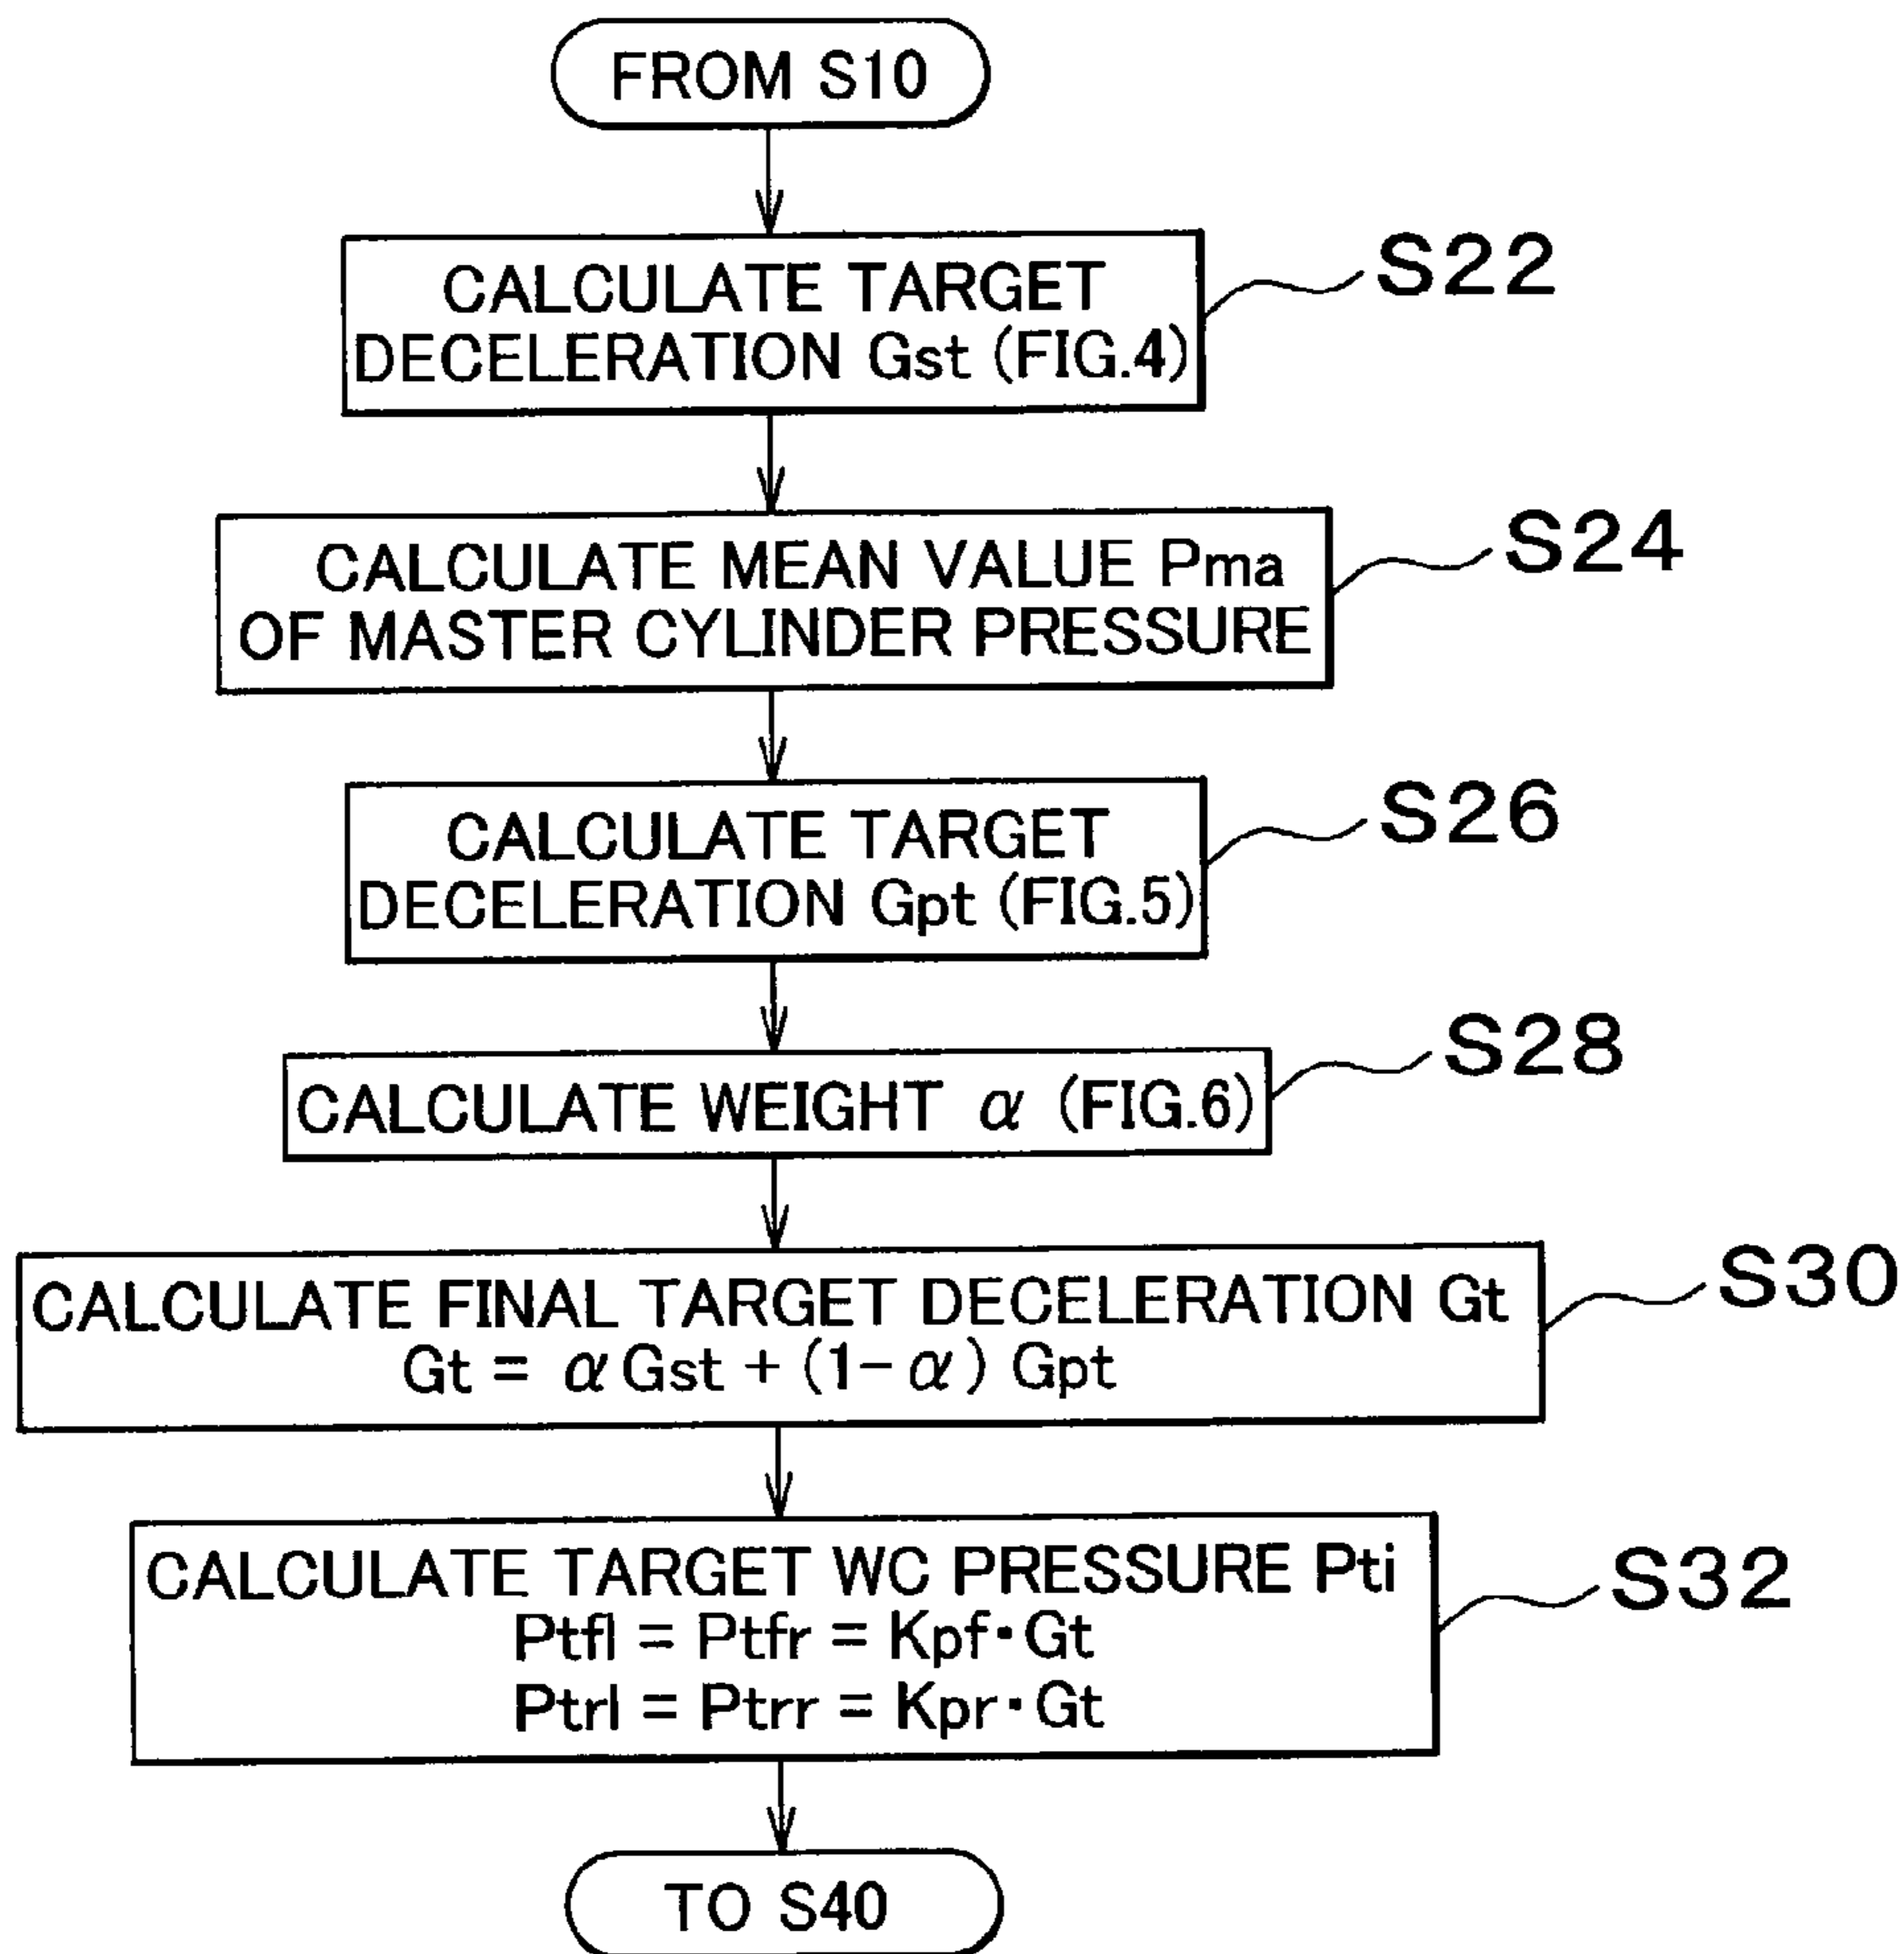 FROM S10
CALCULATE TARGET
DECELERATION Gst (FIG.4)
S22
CALCULATE MEAN VALUE Pma
OF MASTER CYLINDER PRESSURE
S24
CALCULATE TARGET
DECELERATION Gpt (FIG.5)
S26
CALCULATE WEIGHT α (FIG.6)
S28
CALCULATE FINAL TARGET DECELERATION Gt
Gt = α Gst + (1- α) Gpt
S30
CALCULATE TARGET WC PRESSURE Pti
Ptfl = Ptfr = Kpf·Gt
Ptrl = Ptrr = Kpr·Gt
S32
TO S40